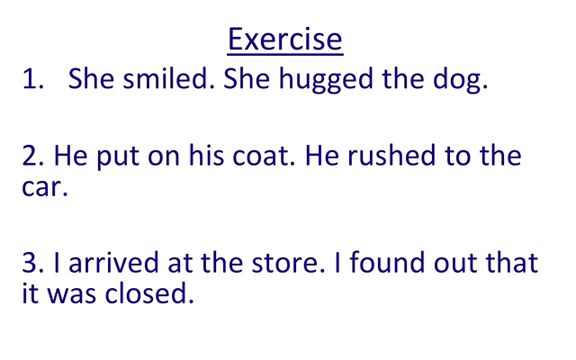 Exercise
1. She smiled. She hugged the dog.
2. He put on his coat. He rushed to the
car.
3. I arrived at the store. I found out that
it was closed.